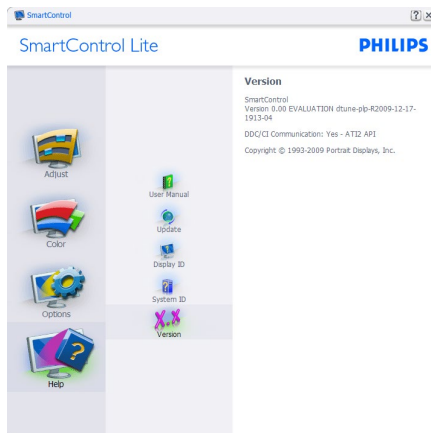 SmartControl
SmartControl Lite
PHILIPS
Adjust
Color
Options
Help
User Manual
Update
Display ID
System ID
X.X
Version
Version
SmartControl
Version 0.00 EVALUATION dtune-plp-R2009-12-17-
1913-04
DDC/CI Communication: Yes - ATI2 API
Copyright © 1993-2009 Portrait Displays, Inc.